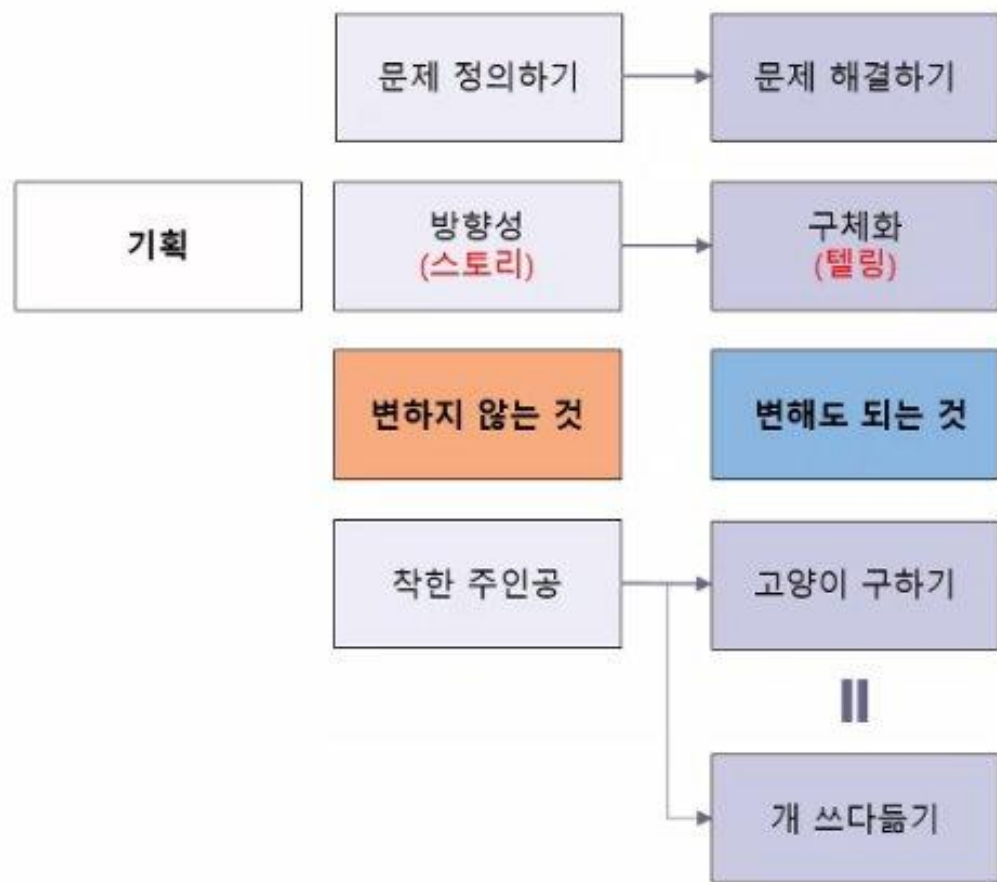 문제 정의하기
문제 해결하기
기획
방향성
(스토리)
구체화
(텔링)
변하지 않는 것
변해도 되는 것
착한 주인공
고양이 구하기
개 쓰다듬기